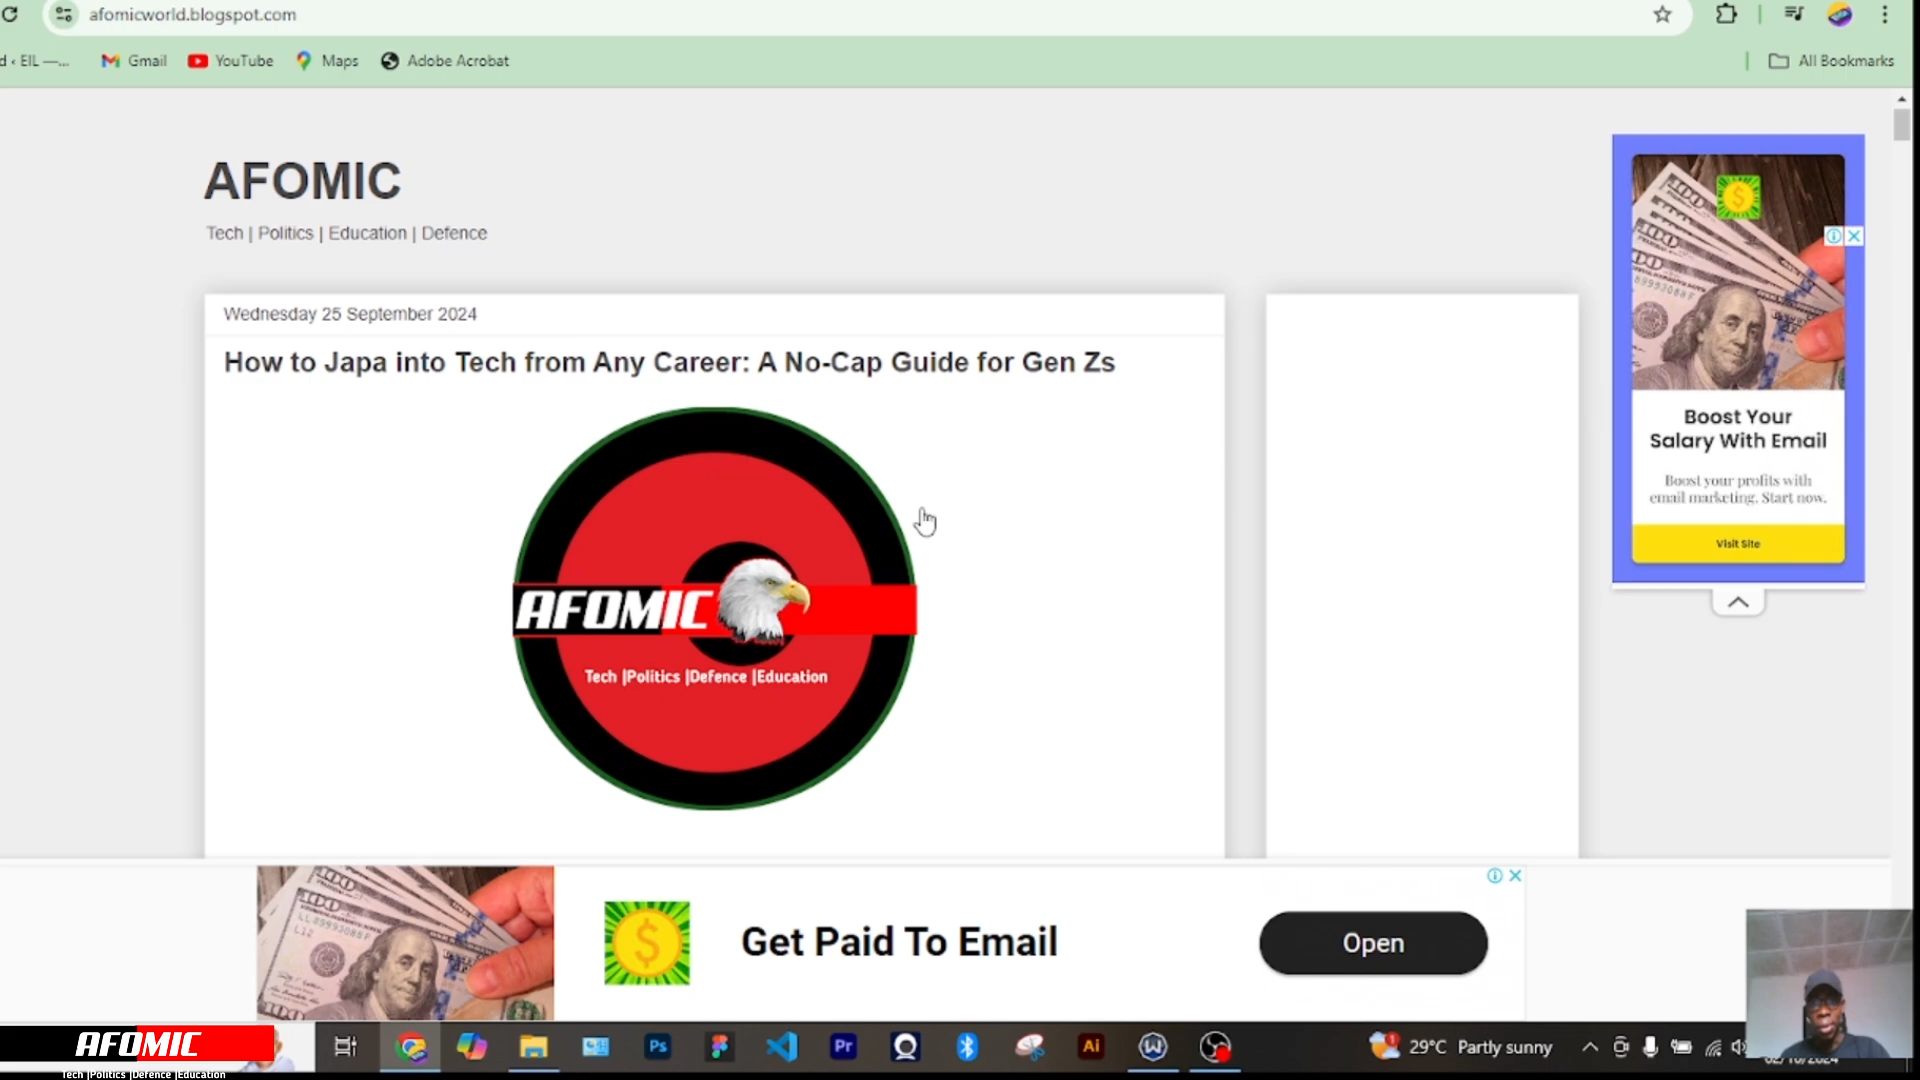 afomicworld.blogspot.com
d ‹ EIL —... Gmail YouTube Maps Adobe Acrobat All Bookmarks
AFOMIC
Tech | Politics | Education | Defence
Wednesday 25 September 2024
How to Japa into Tech from Any Career: A No-Cap Guide for Gen Zs
AFOMIC
Tech |Politics |Defence |Education
Boost Your
Salary With Email
Boost your profits with
email marketing. Start now.
Visit Site
Get Paid To Email
Open
AFOMIC
Tech |Politics |Defence |Education
Ps
Pr
Ai
29°C Partly sunny